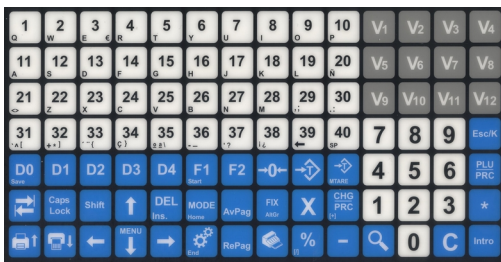 1 2 3 4 5 6 7 8 9 10 V1 V2 V3 V4
Q W E € R T Y U I O P
11 12 13 14 15 16 17 18 19 20 V5 V6 V7 V8
A S D F G H J K L Ñ
21 22 23 24 25 26 27 28 29 30 V9 V10 V11 V12
<> Z X C V B N M ,; .:
31 32 33 34 35 36 37 38 39 40 7 8 9 Esc/K
^A[ +*] Ç} -_ '? SP
D0 D1 D2 D3 D4 F1 F2 →0← →T← →T 4 5 6 PLU PRC
Save Start MTARE
Caps Lock Shift ↑ DEL Ins. MODE Home AvPag FIX AltGr X CHG PRC [+] 1 2 3 *
↑ ↓ ← MENU ↓ → End RePag % [/] - 0 C Intro